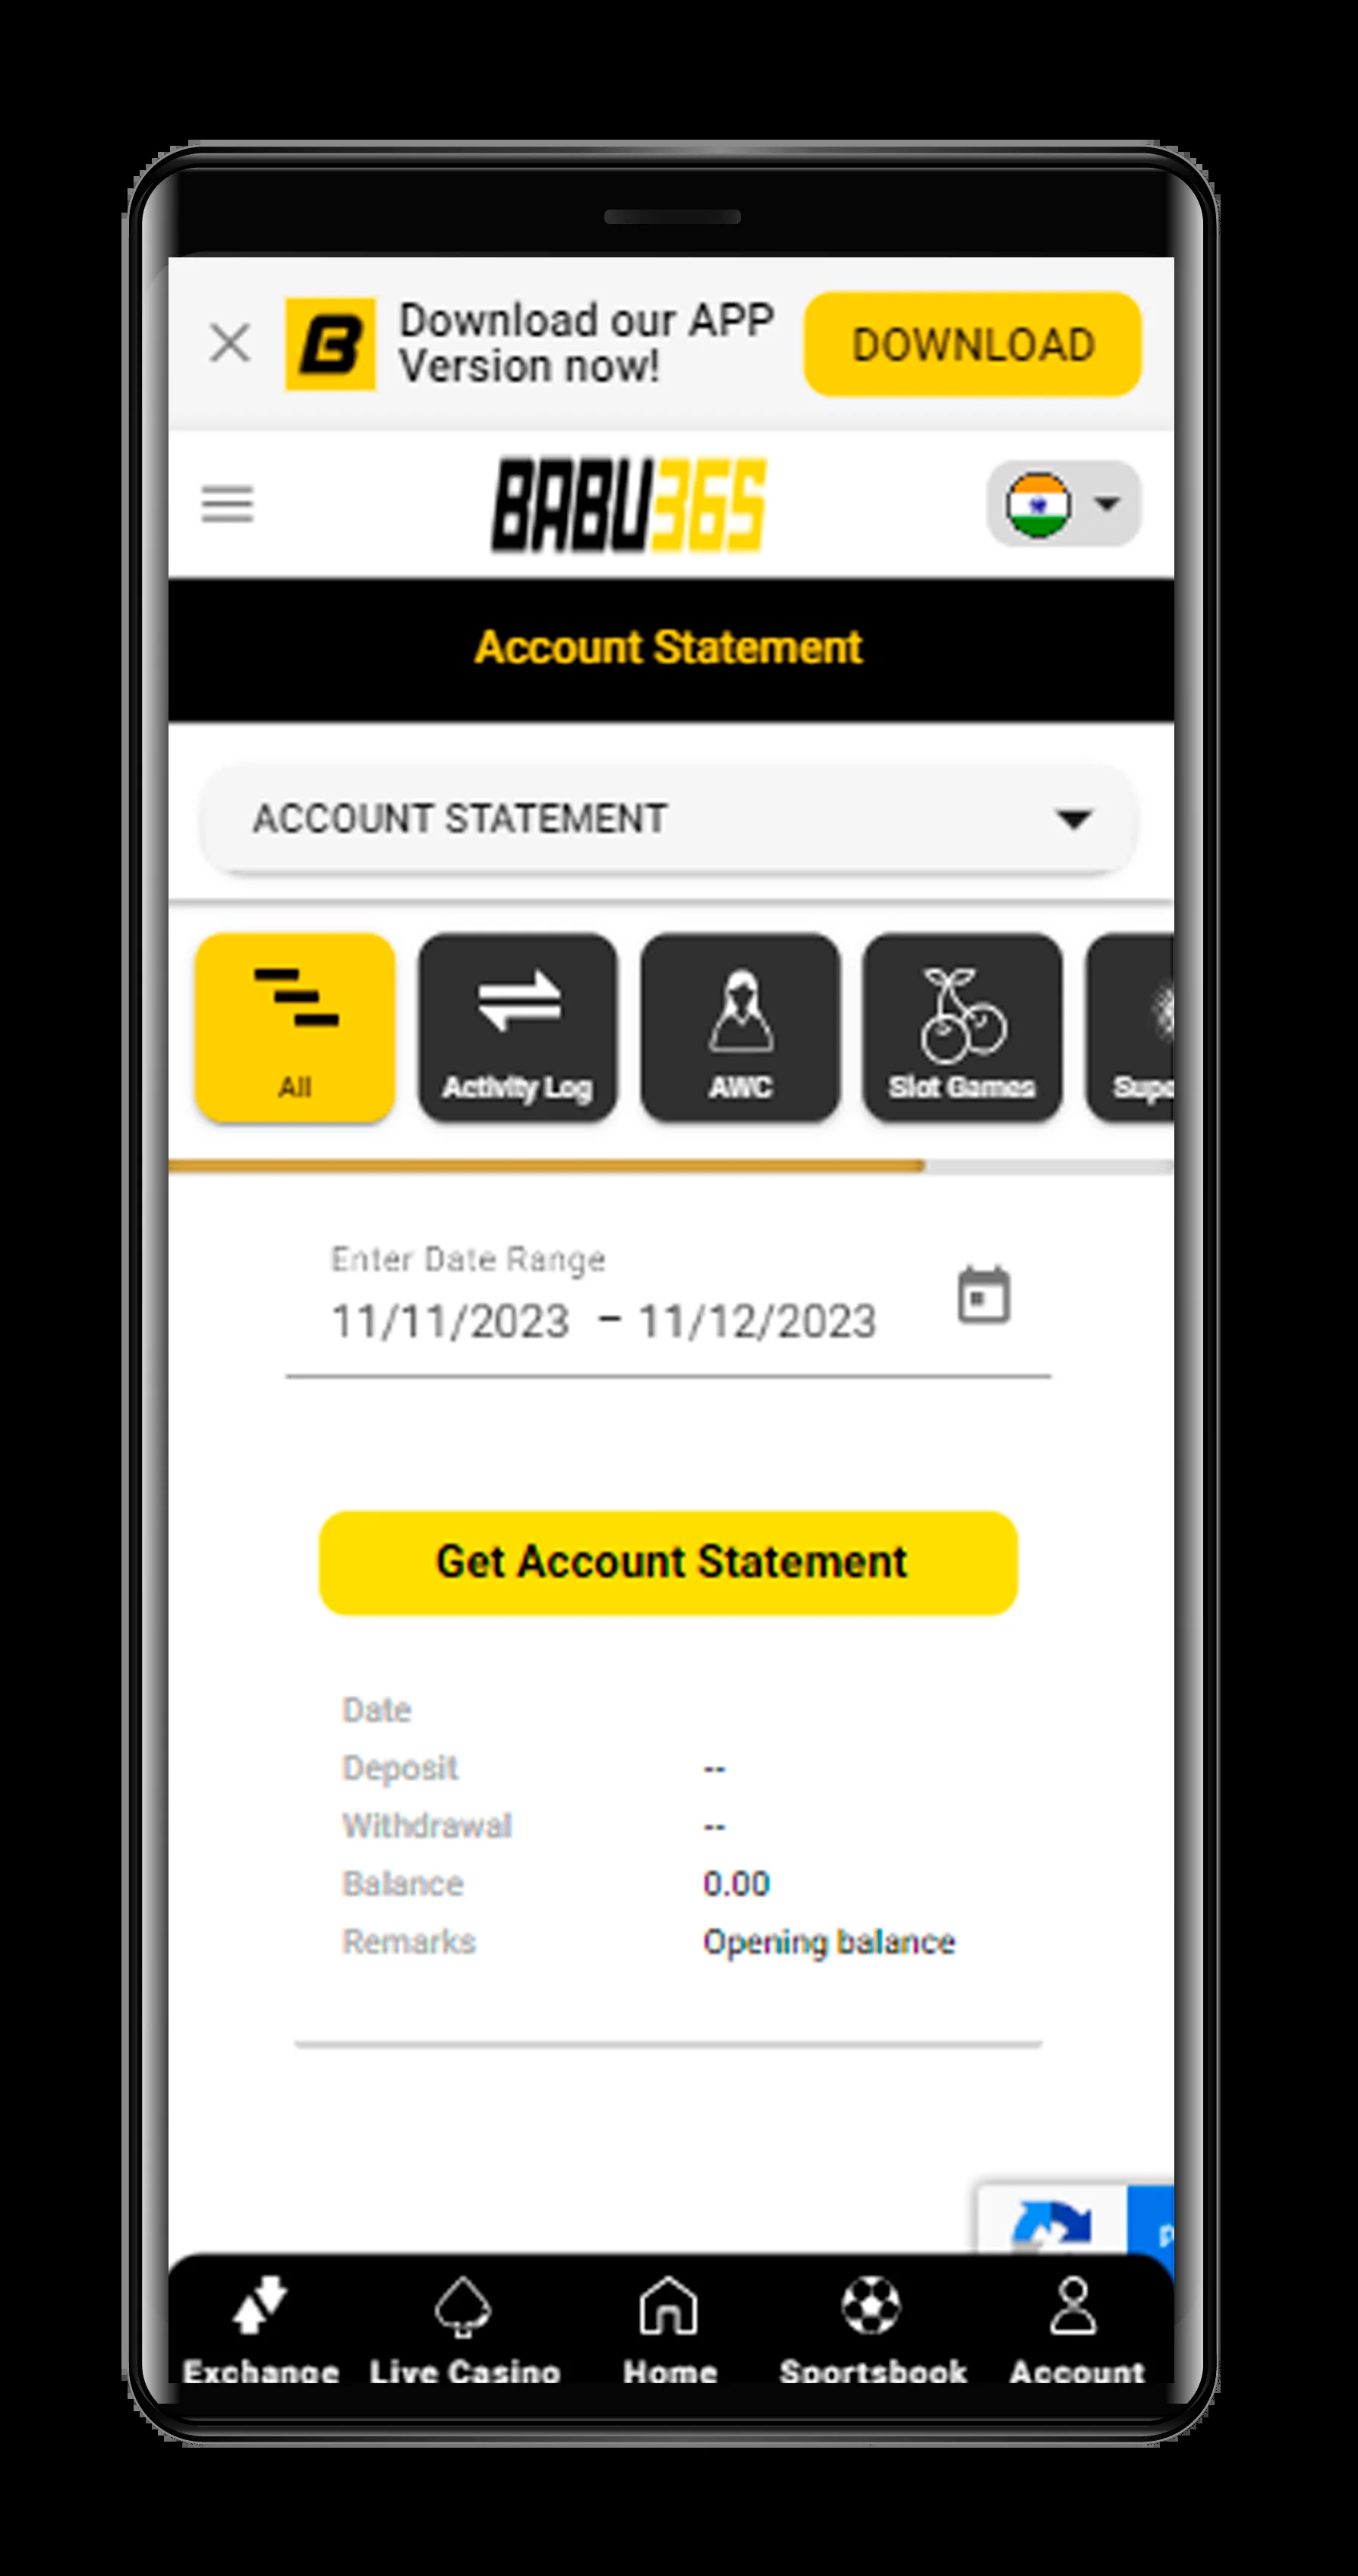 Download our APP
Version now!
DOWNLOAD
BABU365
Account Statement
ACCOUNT STATEMENT
All
Activity Log
AWC
Slot Games
Supe
Enter Date Range
11/11/2023 – 11/12/2023
Get Account Statement
Date
Deposit --
Withdrawal --
Balance 0.00
Remarks Opening balance
Exchange
Live Casino
Home
Sportsbook
Account